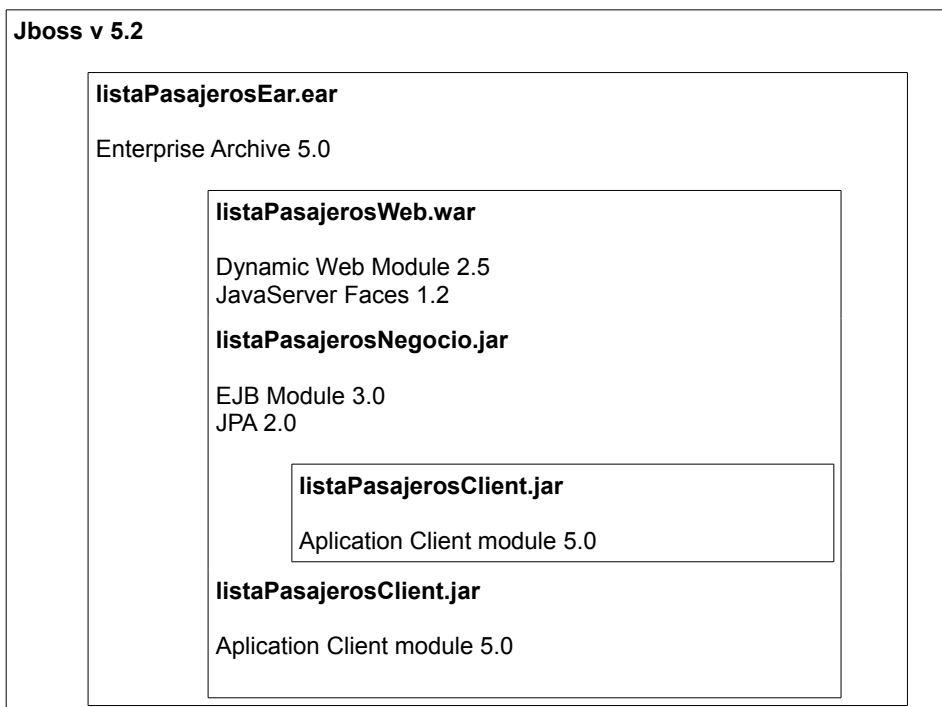 Jboss v 5.2
listaPasajerosEar.ear
Enterprise Archive 5.0
listaPasajerosWeb.war
Dynamic Web Module 2.5
JavaServer Faces 1.2
listaPasajerosNegocio.jar
EJB Module 3.0
JPA 2.0
listaPasajerosClient.jar
Aplication Client module 5.0
listaPasajerosClient.jar
Aplication Client module 5.0